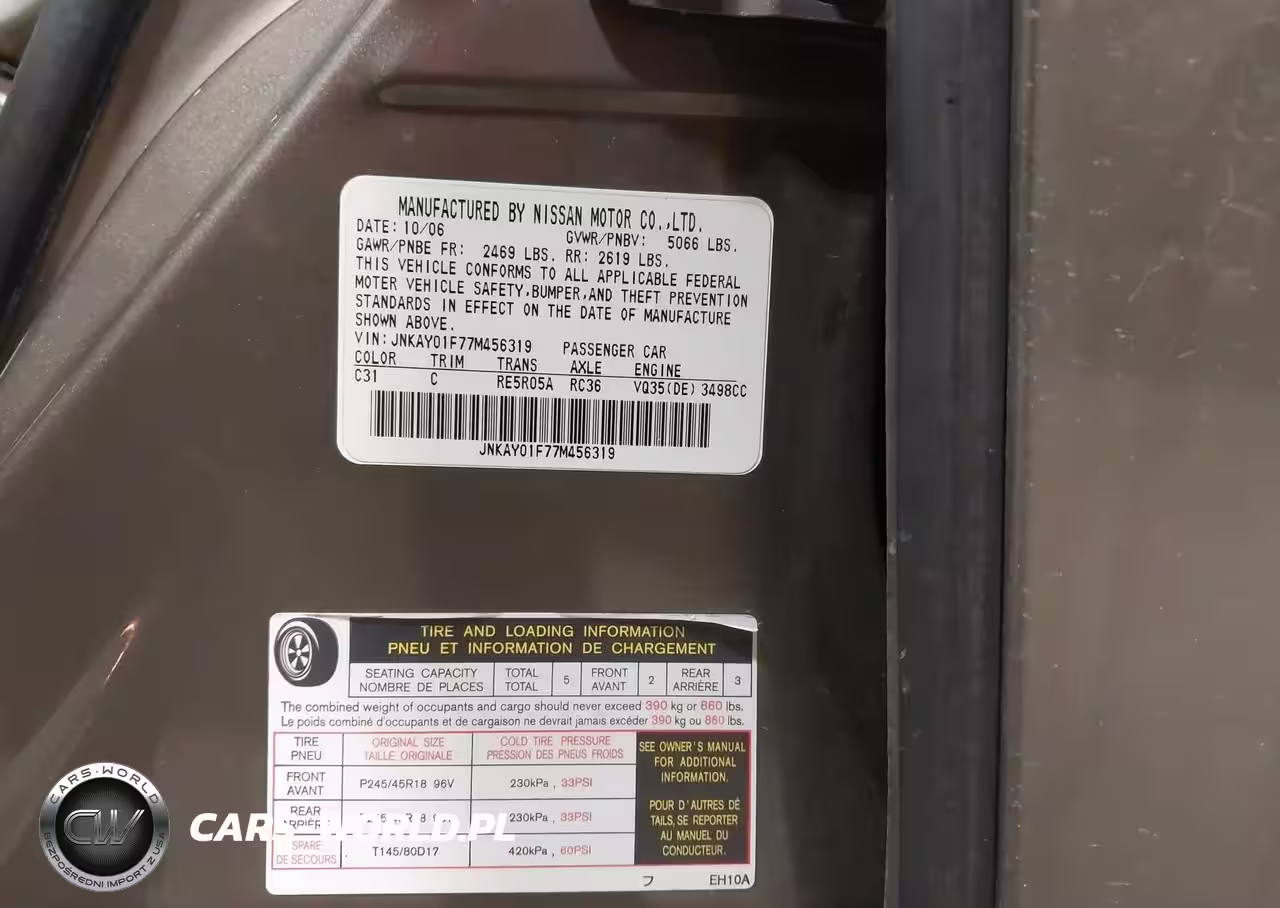 MANUFACTURED BY NISSAN MOTOR CO.,LTD.
DATE: 10/06 GVWR/PNBV: 5066 LBS.
GAWR/PNBE FR: 2469 LBS. RR: 2619 LBS.
THIS VEHICLE CONFORMS TO ALL APPLICABLE FEDERAL
MOTER VEHICLE SAFETY,BUMPER,AND THEFT PREVENTION
STANDARDS IN EFFECT ON THE DATE OF MANUFACTURE
SHOWN ABOVE.
VIN: JNKAY01F77M456319 PASSENGER CAR
COLOR TRIM TRANS AXLE ENGINE
C31 C RE5R05A RC36 VQ35(DE) 3498CC
JNKAY01F77M456319
TIRE AND LOADING INFORMATION
PNEU ET INFORMATION DE CHARGEMENT
SEATING CAPACITY TOTAL 5 FRONT 2 REAR 3
NOMBRE DE PLACES TOTAL AVANT ARRIÈRE
The combined weight of occupants and cargo should never exceed 390 kg or 860 lbs.
Le poids combiné d'occupants et de cargaison ne devrait jamais excéder 390 kg ou 860 lbs.
TIRE ORIGINAL SIZE COLD TIRE PRESSURE
PNEU TAILLE ORIGINALE PRESSION DES PNEUS FROIDS
FRONT
AVANT P245/45R18 96V 230kPa , 33PSI
REAR 230kPa , 33PSI
SPARE
DE SECOURS T145/80D17 420kPa , 60PSI
SEE OWNER'S MANUAL
FOR ADDITIONAL
INFORMATION.
POUR D'AUTRES DÉ
TAILS, SE REPORTER
AU MANUEL DU
CONDUCTEUR.
フ EH10A
CARS-WORLD
CW
BEZPOŚREDNI IMPORT Z USA
CARS-WORLD.PL